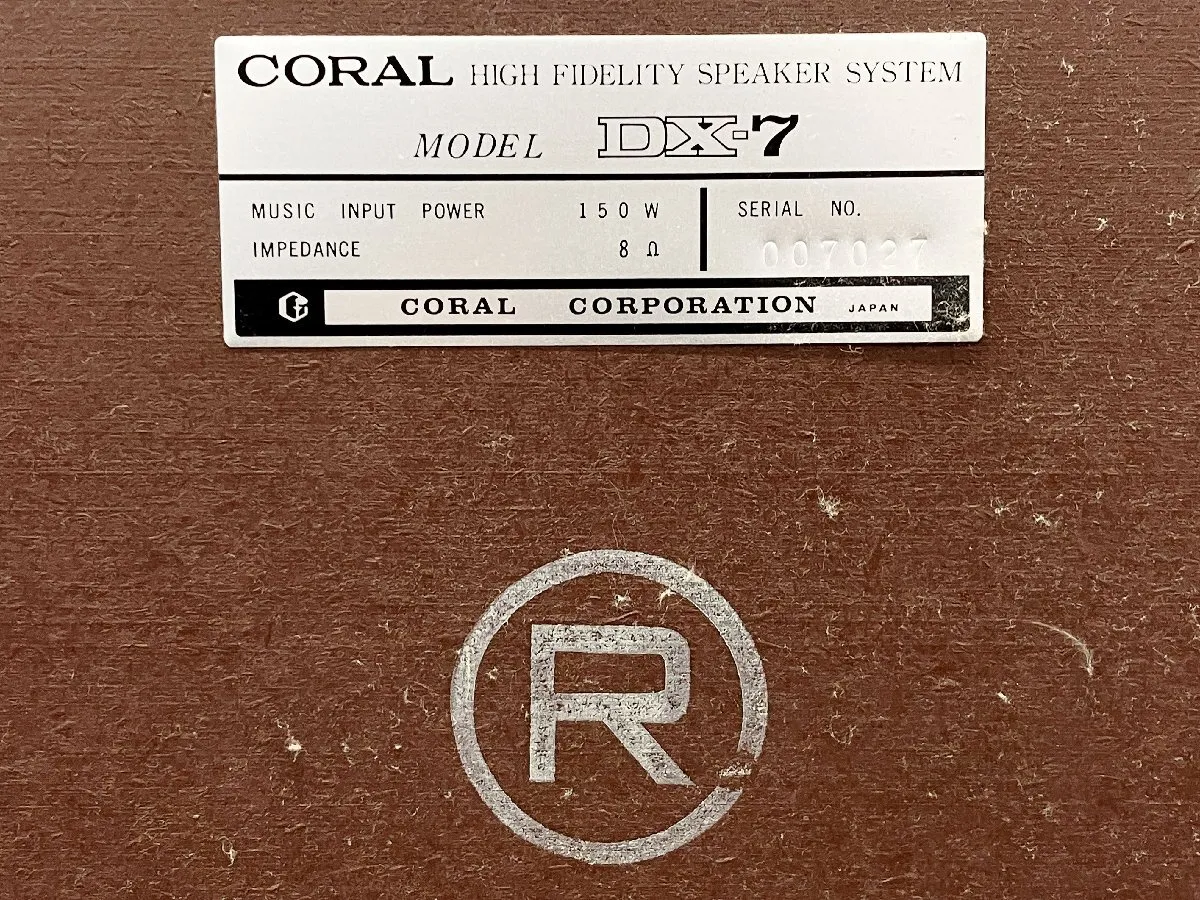 CORAL HIGH FIDELITY SPEAKER SYSTEM
MODEL DX-7
MUSIC INPUT POWER 150 W
IMPEDANCE 8 Ω
SERIAL NO.
007027
CORAL CORPORATION JAPAN
R